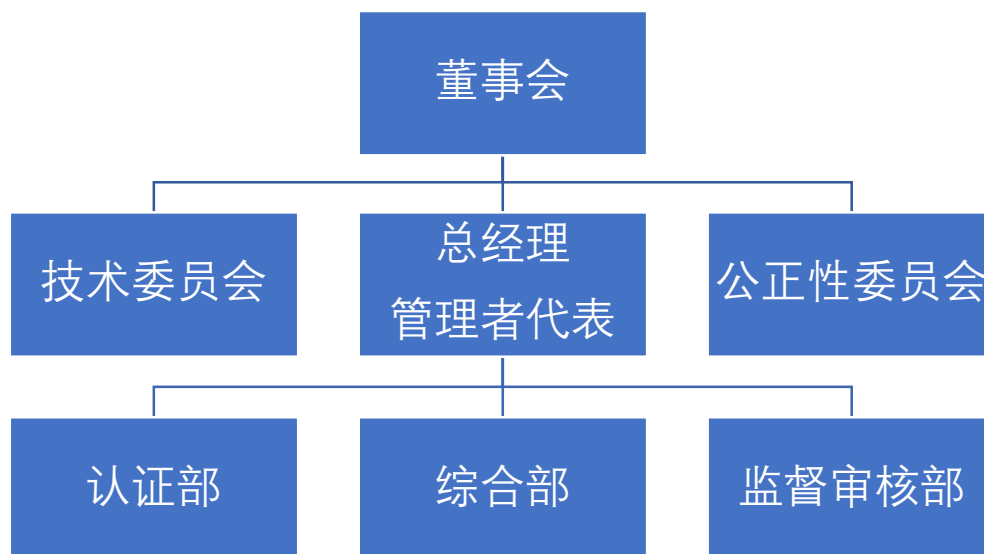 董事会
技术委员会
总经理
管理者代表
公正性委员会
认证部
综合部
监督审核部